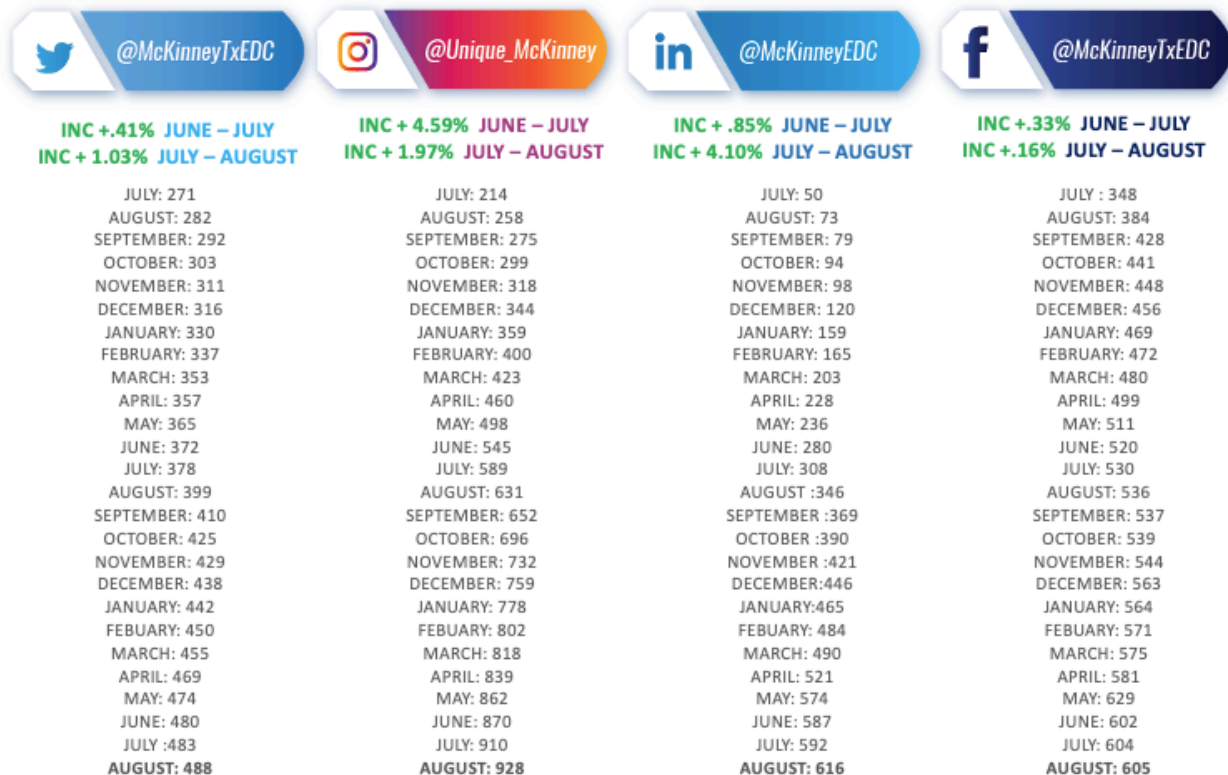 @McKinneyTxEDC
INC +.41% JUNE – JULY
INC + 1.03% JULY – AUGUST
JULY: 271
AUGUST: 282
SEPTEMBER: 292
OCTOBER: 303
NOVEMBER: 311
DECEMBER: 316
JANUARY: 330
FEBRUARY: 337
MARCH: 353
APRIL: 357
MAY: 365
JUNE: 372
JULY: 378
AUGUST: 399
SEPTEMBER: 410
OCTOBER: 425
NOVEMBER: 429
DECEMBER: 438
JANUARY: 442
FEBUARY: 450
MARCH: 455
APRIL: 469
MAY: 474
JUNE: 480
JULY :483
AUGUST: 488
@Unique_McKinney
INC + 4.59% JUNE – JULY
INC + 1.97% JULY – AUGUST
JULY: 214
AUGUST: 258
SEPTEMBER: 275
OCTOBER: 299
NOVEMBER: 318
DECEMBER: 344
JANUARY: 359
FEBRUARY: 400
MARCH: 423
APRIL: 460
MAY: 498
JUNE: 545
JULY: 589
AUGUST: 631
SEPTEMBER: 652
OCTOBER: 696
NOVEMBER: 732
DECEMBER: 759
JANUARY: 778
FEBUARY: 802
MARCH: 818
APRIL: 839
MAY: 862
JUNE: 870
JULY: 910
AUGUST: 928
in
@McKinneyEDC
INC + .85% JUNE – JULY
INC + 4.10% JULY – AUGUST
JULY: 50
AUGUST: 73
SEPTEMBER: 79
OCTOBER: 94
NOVEMBER: 98
DECEMBER: 120
JANUARY: 159
FEBRUARY: 165
MARCH: 203
APRIL: 228
MAY: 236
JUNE: 280
JULY: 308
AUGUST :346
SEPTEMBER :369
OCTOBER :390
NOVEMBER :421
DECEMBER:446
JANUARY:465
FEBUARY: 484
MARCH: 490
APRIL: 521
MAY: 574
JUNE: 587
JULY: 592
AUGUST: 616
f
@McKinneyTxEDC
INC +.33% JUNE – JULY
INC +.16% JULY – AUGUST
JULY : 348
AUGUST: 384
SEPTEMBER: 428
OCTOBER: 441
NOVEMBER: 448
DECEMBER: 456
JANUARY: 469
FEBRUARY: 472
MARCH: 480
APRIL: 499
MAY: 511
JUNE: 520
JULY: 530
AUGUST: 536
SEPTEMBER: 537
OCTOBER: 539
NOVEMBER: 544
DECEMBER: 563
JANUARY: 564
FEBUARY: 571
MARCH: 575
APRIL: 581
MAY: 629
JUNE: 602
JULY: 604
AUGUST: 605